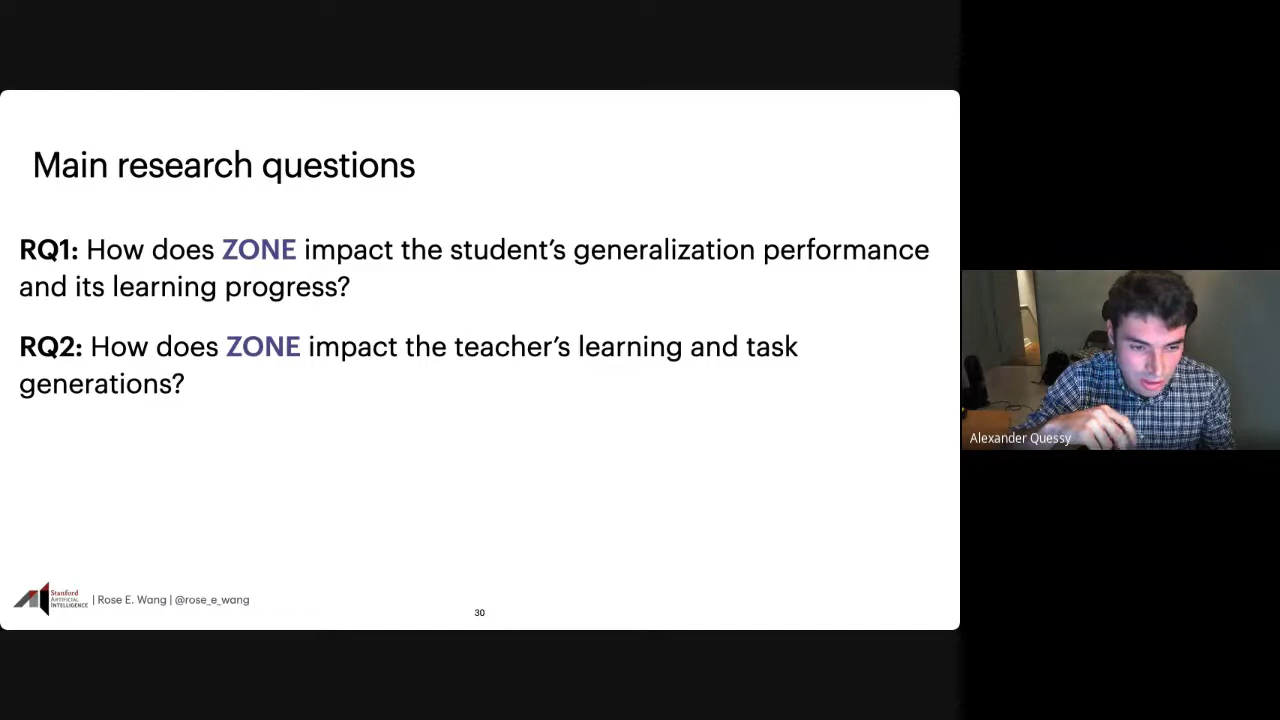 Main research questions
RQ1: How does ZONE impact the student's generalization performance
and its learning progress?
RQ2: How does ZONE impact the teacher's learning and task
generations?
Stanford
ARTIFICIAL
INTELLIGENCE
| Rose E. Wang | @rose_e_wang
30
Alexander Quessy